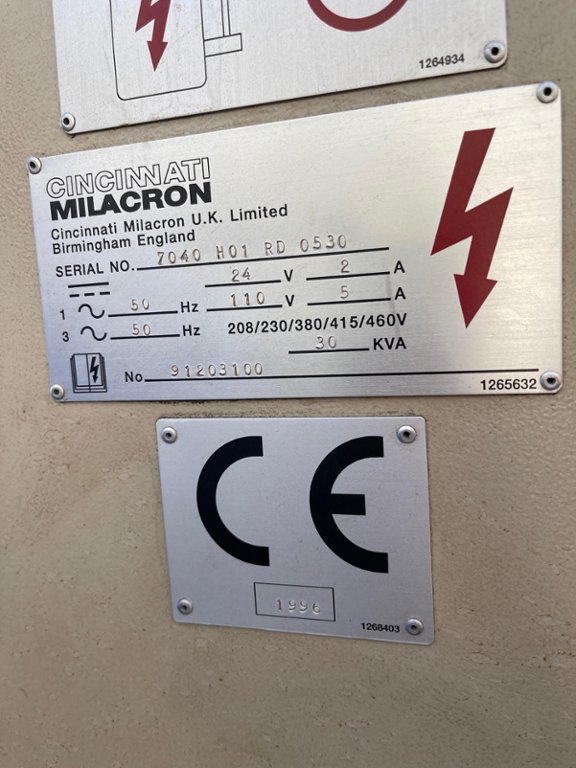 1264934
CINCINNATI
MILACRON
Cincinnati Milacron U.K. Limited
Birmingham England
SERIAL NO. 7040 H01 RD 0530
24 V 2 A
1 50 Hz 110 V 5 A
3 50 Hz 208/230/380/415/460V
30 KVA
No. 91203100
1265632
CE
1996
1268403